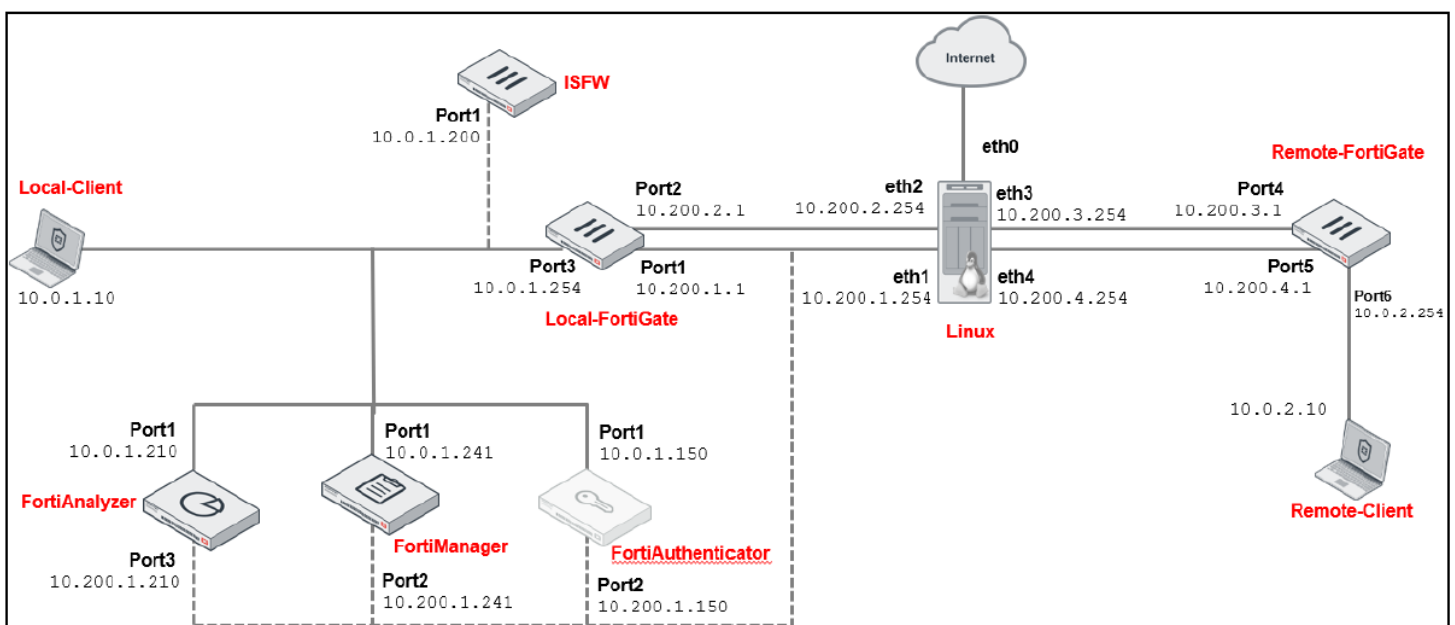 Internet
ISFW
Port1
10.0.1.200
eth0
Remote-FortiGate
Local-Client
Port2
10.200.2.1
eth2
10.200.2.254
eth3
10.200.3.254
Port4
10.200.3.1
10.0.1.10
Port3
10.0.1.254
Port1
10.200.1.1
Local-FortiGate
eth1
10.200.1.254
eth4
10.200.4.254
Linux
Port5
10.200.4.1
Port6
10.0.2.254
10.0.2.10
Remote-Client
Port1
10.0.1.210
Port1
10.0.1.241
Port1
10.0.1.150
FortiAnalyzer
FortiManager
FortiAuthenticator
Port3
10.200.1.210
Port2
10.200.1.241
Port2
10.200.1.150